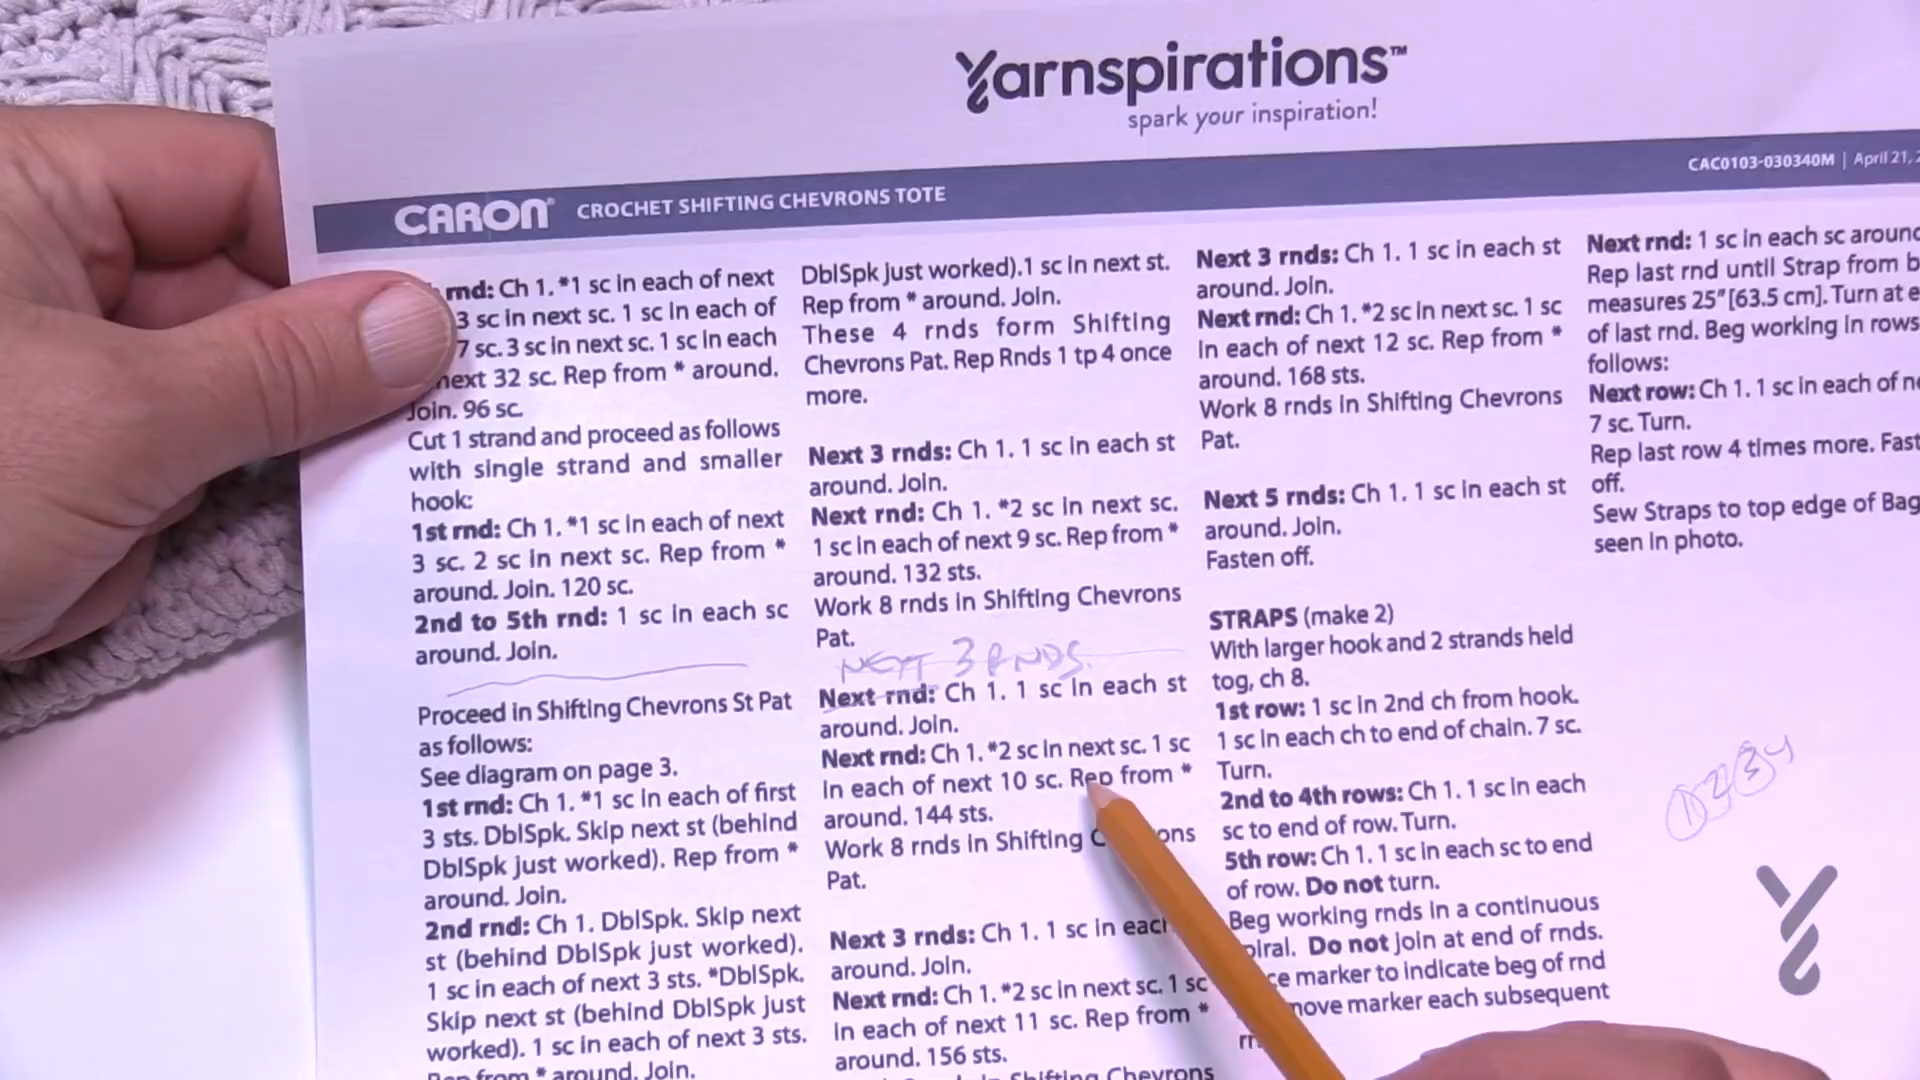 Yarnspirations™
spark your inspiration!
CAC0103-030340M | April 21, 2
CARON® CROCHET SHIFTING CHEVRONS TOTE
rnd: Ch 1. *1 sc in each of next
3 sc in next sc. 1 sc in each of
7 sc. 3 sc in next sc. 1 sc in each
next 32 sc. Rep from * around.
Join. 96 sc.
Cut 1 strand and proceed as follows
with single strand and smaller
hook:
1st rnd: Ch 1. *1 sc in each of next
3 sc. 2 sc in next sc. Rep from *
around. Join. 120 sc.
2nd to 5th rnd: 1 sc in each sc
around. Join.
Proceed in Shifting Chevrons St Pat
as follows:
See diagram on page 3.
1st rnd: Ch 1. *1 sc in each of first
3 sts. DblSpk. Skip next st (behind
DblSpk just worked). Rep from *
around. Join.
2nd rnd: Ch 1. DblSpk. Skip next
st (behind DblSpk just worked).
1 sc in each of next 3 sts. *DblSpk.
Skip next st (behind DblSpk just
worked). 1 sc in each of next 3 sts.
Rep from * around. Join.
DblSpk just worked).1 sc in next st.
Rep from * around. Join.
These 4 rnds form Shifting
Chevrons Pat. Rep Rnds 1 tp 4 once
more.
Next 3 rnds: Ch 1. 1 sc in each st
around. Join.
Next rnd: Ch 1. *2 sc in next sc.
1 sc in each of next 9 sc. Rep from *
around. 132 sts.
Work 8 rnds in Shifting Chevrons
Pat.
NEXT 3 RNDS.
Next rnd: Ch 1. 1 sc in each st
around. Join.
Next rnd: Ch 1. *2 sc in next sc. 1 sc
in each of next 10 sc. Rep from *
around. 144 sts.
Work 8 rnds in Shifting C ons
Pat.
Next 3 rnds: Ch 1. 1 sc in each
around. Join.
Next rnd: Ch 1. *2 sc in next sc. 1 sc
in each of next 11 sc. Rep from *
around. 156 sts.
Shifting Chevrons
Next 3 rnds: Ch 1. 1 sc in each st
around. Join.
Next rnd: Ch 1. *2 sc in next sc. 1 sc
in each of next 12 sc. Rep from *
around. 168 sts.
Work 8 rnds in Shifting Chevrons
Pat.
Next 5 rnds: Ch 1. 1 sc in each st
around. Join.
Fasten off.
STRAPS (make 2)
With larger hook and 2 strands held
tog, ch 8.
1st row: 1 sc in 2nd ch from hook.
1 sc in each ch to end of chain. 7 sc.
Turn.
2nd to 4th rows: Ch 1. 1 sc in each
sc to end of row. Turn.
5th row: Ch 1. 1 sc in each sc to end
of row. Do not turn.
Beg working rnds in a continuous
piral. Do not join at end of rnds.
ce marker to indicate beg of rnd
move marker each subsequent
Next rnd: 1 sc in each sc around
Rep last rnd until Strap from b
measures 25" [63.5 cm]. Turn at e
of last rnd. Beg working in rows
follows:
Next row: Ch 1. 1 sc in each of ne
7 sc. Turn.
Rep last row 4 times more. Fast
off.
Sew Straps to top edge of Bag
seen in photo.
1 2 3 4